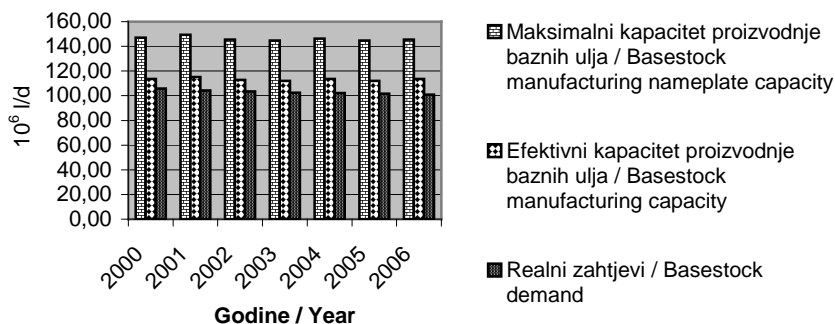 160,00
140,00
120,00
100,00
80,00
60,00
40,00
20,00
0,00
10⁶ l/d
2000
2001
2002
2003
2004
2005
2006
Godine / Year
Maksimalni kapacitet proizvodnje
baznih ulja / Basestock
manufacturing nameplate capacity
Efektivni kapacitet proizvodnje
baznih ulja / Basestock
manufacturing capacity
Realni zahtjevi / Basestock
demand